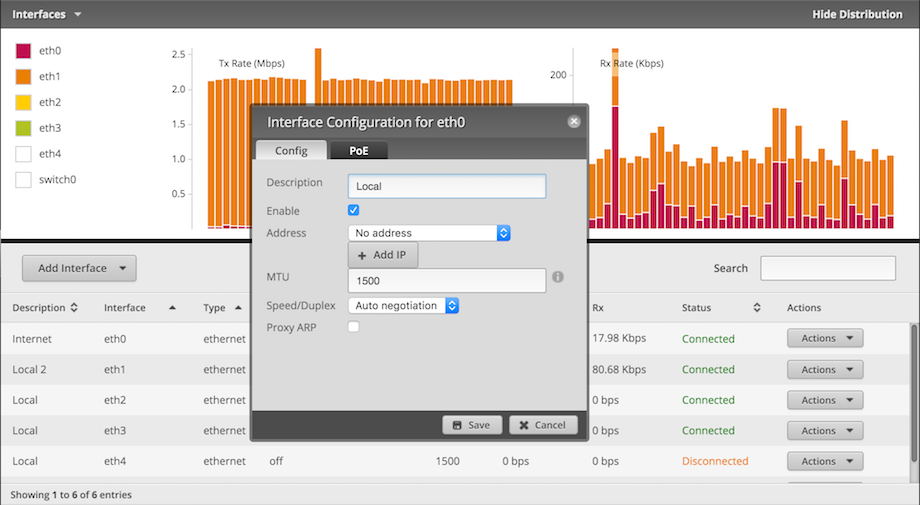 Interfaces
Hide Distribution
eth0
eth1
eth2
eth3
eth4
switch0
Tx Rate (Mbps)
2.5
2.0
1.5
1.0
0.5
Rx Rate (Kbps)
200
Interface Configuration for eth0
Config PoE
Description Local
Enable
Address No address
+ Add IP
MTU 1500
Speed/Duplex Auto negotiation
Proxy ARP
Save Cancel
Add Interface
Search
Description Interface Type Rx Status Actions
Internet eth0 ethernet 17.98 Kbps Connected Actions
Local 2 eth1 ethernet 80.68 Kbps Connected Actions
Local eth2 ethernet 0 bps Connected Actions
Local eth3 ethernet 0 bps Connected Actions
Local eth4 ethernet off 1500 0 bps 0 bps Disconnected Actions
Showing 1 to 6 of 6 entries